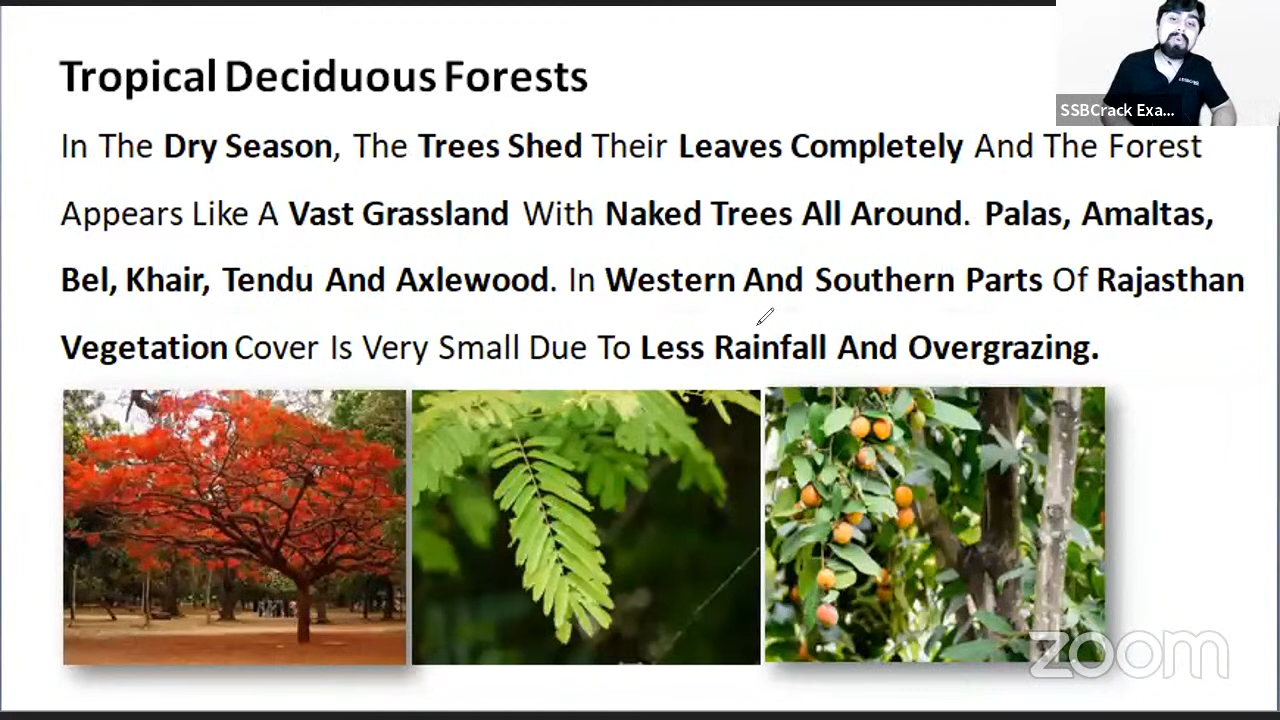 Tropical Deciduous Forests
SSBCrack Exa...
In The Dry Season, The Trees Shed Their Leaves Completely And The Forest
Appears Like A Vast Grassland With Naked Trees All Around. Palas, Amaltas,
Bel, Khair, Tendu And Axlewood. In Western And Southern Parts Of Rajasthan
Vegetation Cover Is Very Small Due To Less Rainfall And Overgrazing.
zoom